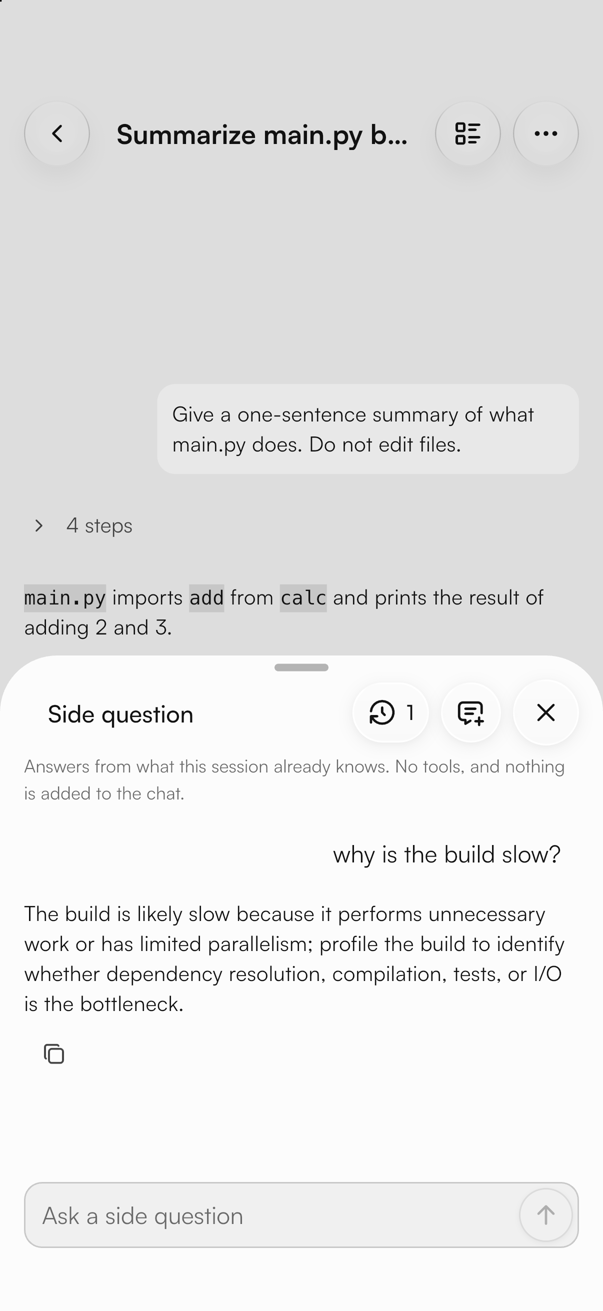 Summarize main.py b...
Give a one-sentence summary of what
main.py does. Do not edit files.
4 steps
main.py imports add from calc and prints the result of
adding 2 and 3.
Side question
1
Answers from what this session already knows. No tools, and nothing
is added to the chat.
why is the build slow?
The build is likely slow because it performs unnecessary
work or has limited parallelism; profile the build to identify
whether dependency resolution, compilation, tests, or I/O
is the bottleneck.
Ask a side question